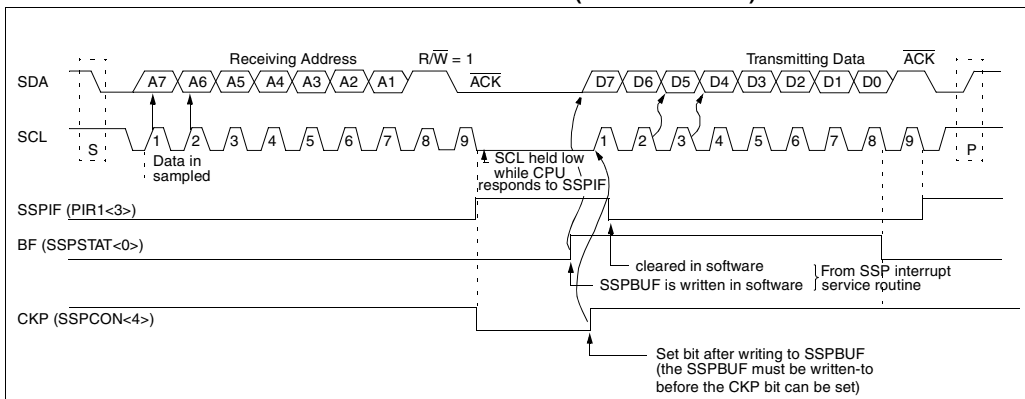 Receiving Address
R/W = 1
Transmitting Data
ACK
SDA
A7 A6 A5 A4 A3 A2 A1
ACK
D7 D6 D5 D4 D3 D2 D1 D0
SCL
S
1 2 3 4 5 6 7 8 9
1 2 3 4 5 6 7 8 9
P
Data in
sampled
SCL held low
while CPU
responds to SSPIF
SSPIF (PIR1<3>)
BF (SSPSTAT<0>)
cleared in software
SSPBUF is written in software
From SSP interrupt
service routine
CKP (SSPCON<4>)
Set bit after writing to SSPBUF
(the SSPBUF must be written-to
before the CKP bit can be set)